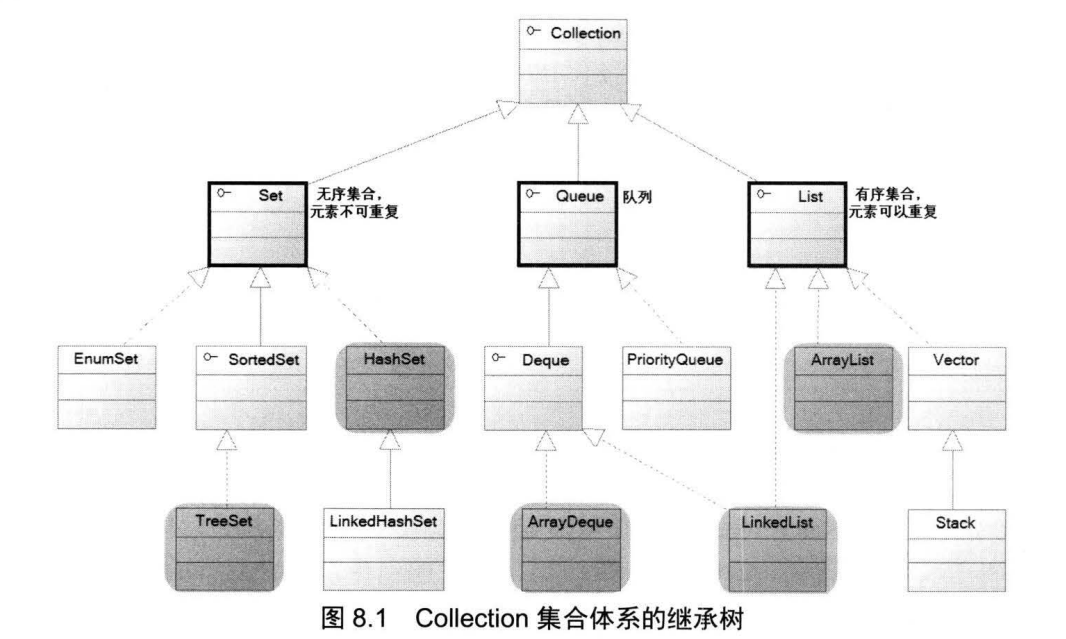 Collection
Set
无序集合，
元素不可重复
Queue
队列
List
有序集合，
元素可以重复
EnumSet
SortedSet
HashSet
Deque
PriorityQueue
ArrayList
Vector
TreeSet
LinkedHashSet
ArrayDeque
LinkedList
Stack
图 8.1 Collection 集合体系的继承树